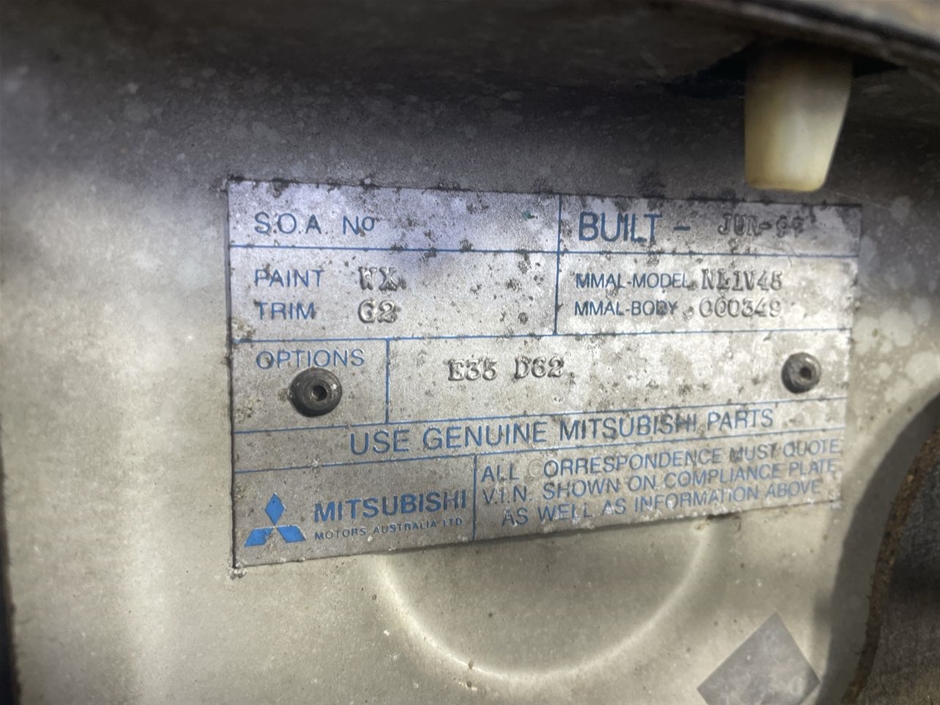 S.O.A. No
BUILT - JUN-
PAINT WX
TRIM G2
MMAL-MODEL NL1V45
MMAL-BODY 000349
OPTIONS E35 D62
USE GENUINE MITSUBISHI PARTS
MITSUBISHI
MOTORS AUSTRALIA LTD
ALL CORRESPONDENCE MUST QUOTE
V.I.N. SHOWN ON COMPLIANCE PLATE
AS WELL AS INFORMATION ABOVE